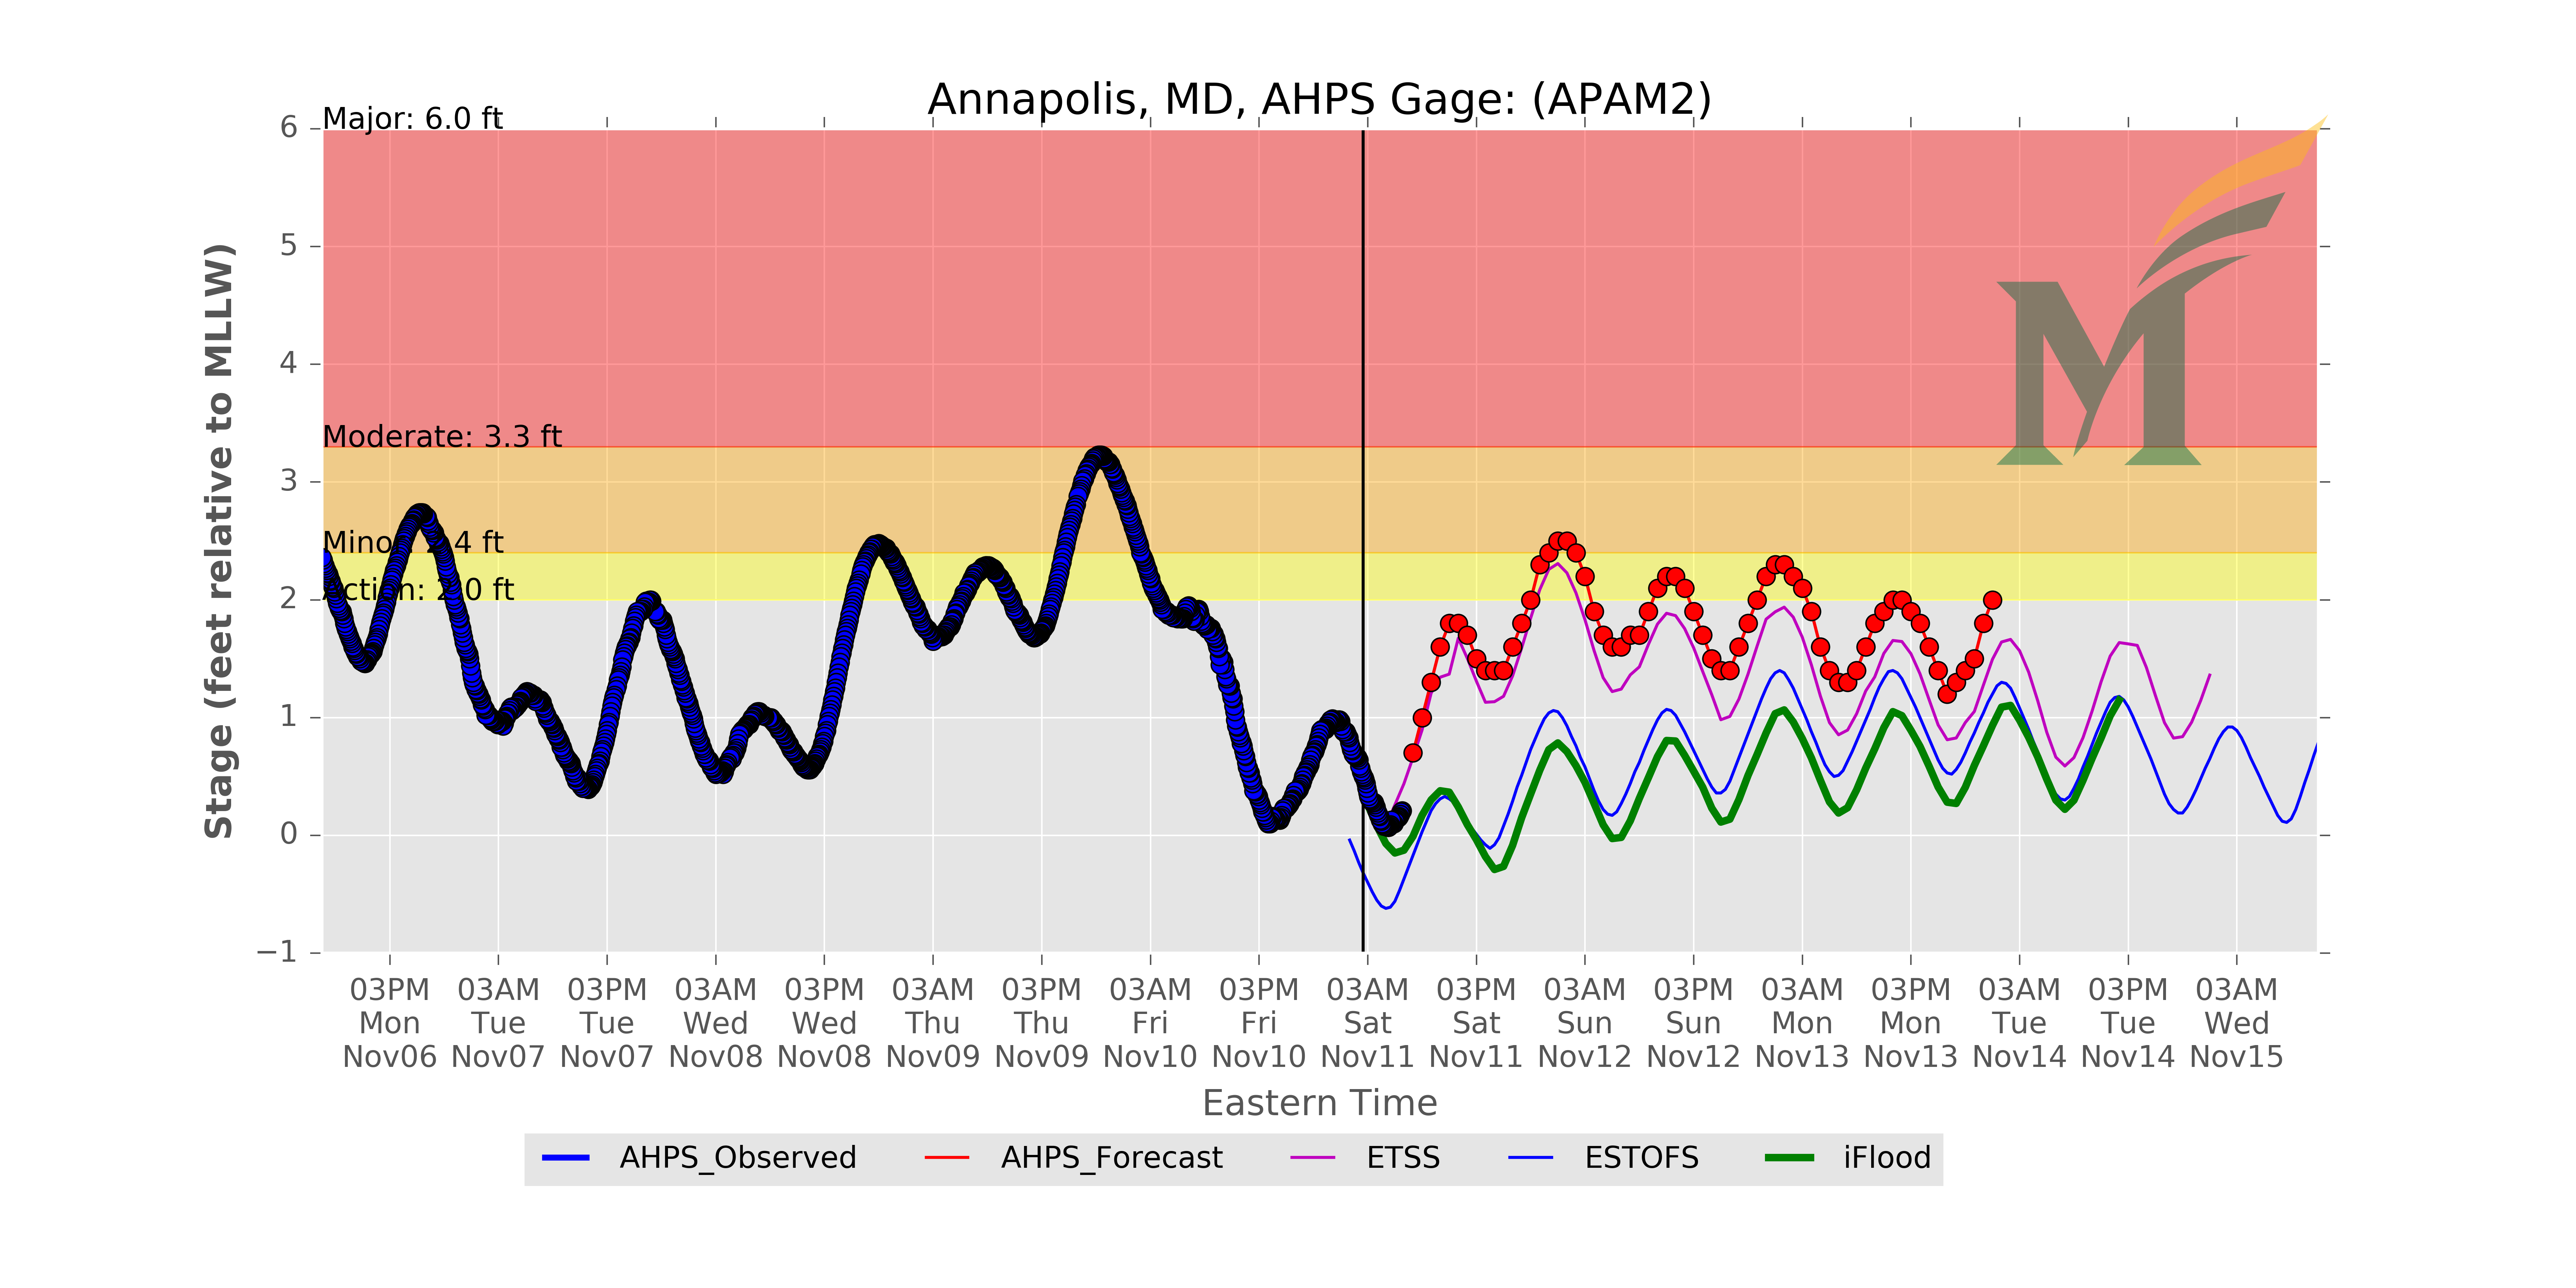 Annapolis, MD, AHPS Gage: (APAM2)
Major: 6.0 ft
Moderate: 3.3 ft
Minor: 2.4 ft
Action: 2.0 ft
Stage (feet relative to MLLW)
6
5
4
3
2
1
0
−1
03PM 03AM 03PM 03AM 03PM 03AM 03PM 03AM 03PM 03AM 03PM 03AM 03PM 03AM 03PM 03AM 03PM 03AM
Mon Tue Tue Wed Wed Thu Thu Fri Fri Sat Sat Sun Sun Mon Mon Tue Tue Wed
Nov06 Nov07 Nov07 Nov08 Nov08 Nov09 Nov09 Nov10 Nov10 Nov11 Nov11 Nov12 Nov12 Nov13 Nov13 Nov14 Nov14 Nov15
Eastern Time
AHPS_Observed AHPS_Forecast ETSS ESTOFS iFlood
M